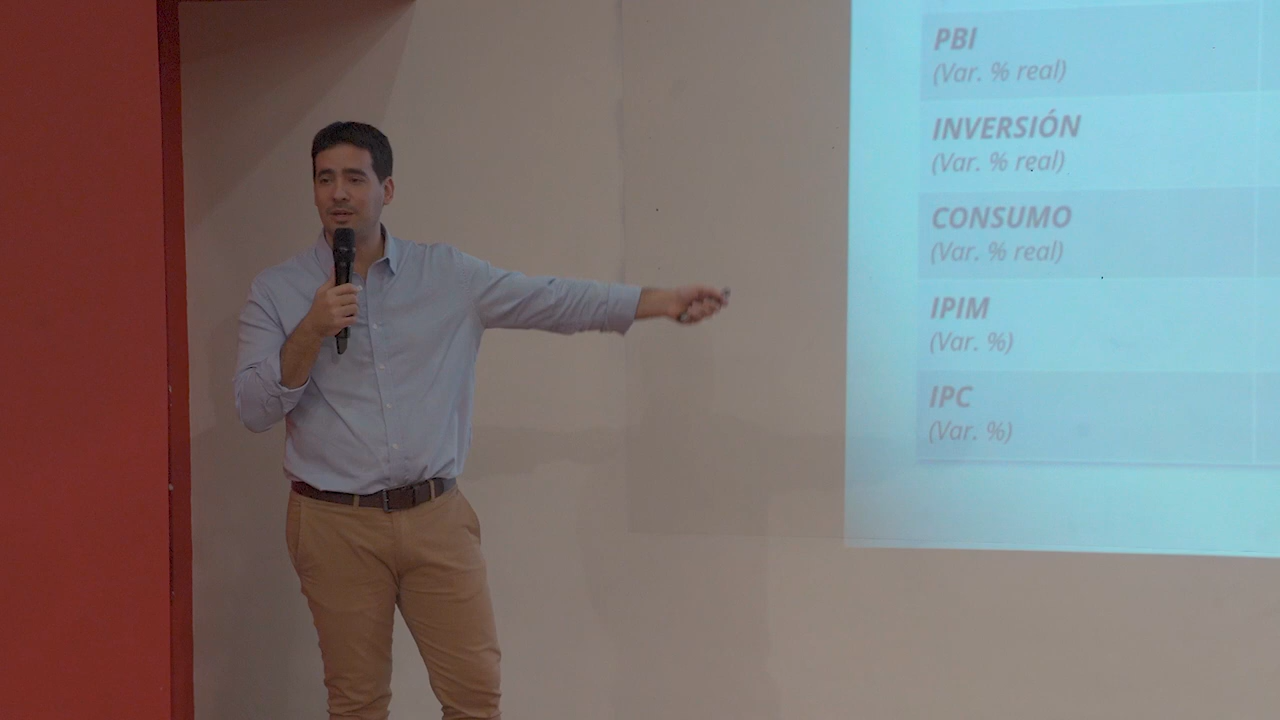 PBI
(Var. % real)
INVERSIÓN
(Var. % real)
CONSUMO
(Var. % real)
IPIM
(Var. %)
IPC
(Var. %)